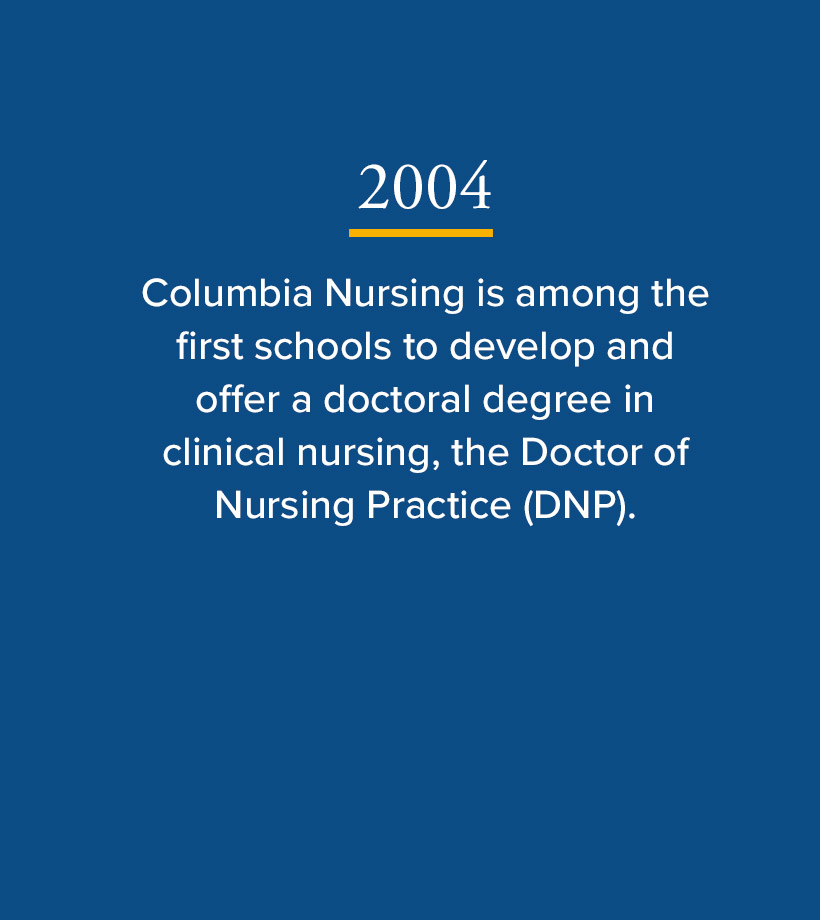 2004
Columbia Nursing is among the
first schools to develop and
offer a doctoral degree in
clinical nursing, the Doctor of
Nursing Practice (DNP).